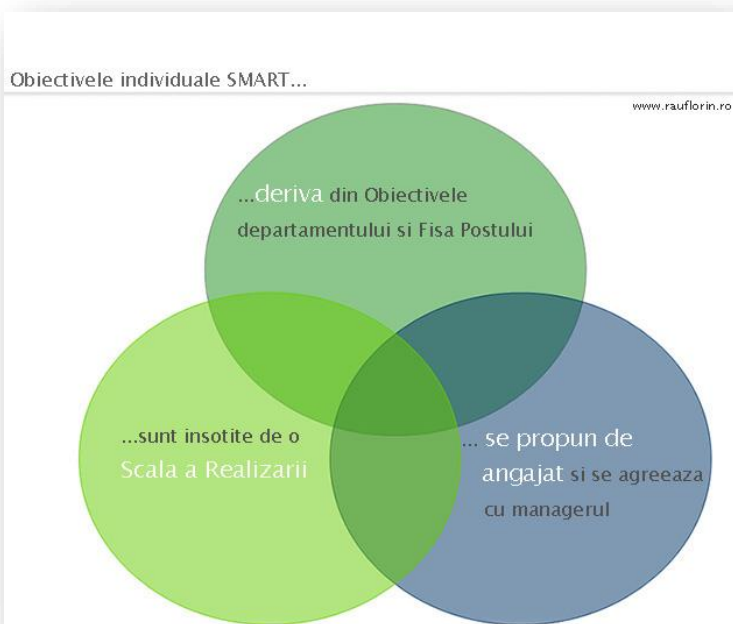 Obiectivele individuale SMART...
www.rauflorin.ro
...deriva din Obiectivele
departamentului si Fisa Postului
...sunt insotite de o
Scala a Realizarii
... se propun de
angajat si se agreeaza
cu managerul